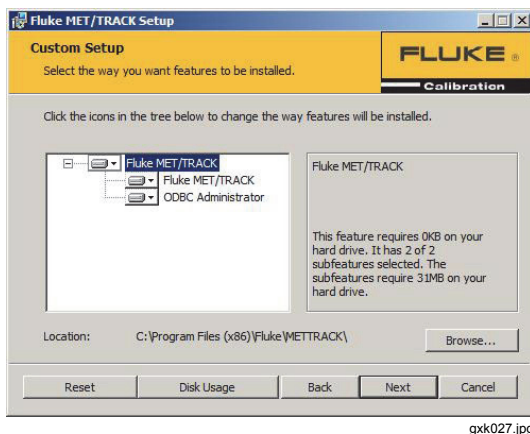 Fluke MET/TRACK Setup
Custom Setup
Select the way you want features to be installed.
FLUKE ®
Calibration
Click the icons in the tree below to change the way features will be installed.
Fluke MET/TRACK
Fluke MET/TRACK
ODBC Administrator
Fluke MET/TRACK
This feature requires 0KB on your
hard drive. It has 2 of 2
subfeatures selected. The
subfeatures require 31MB on your
hard drive.
Location: C:\Program Files (x86)\Fluke\METTRACK\
Browse...
Reset Disk Usage Back Next Cancel
gxk027.jpg